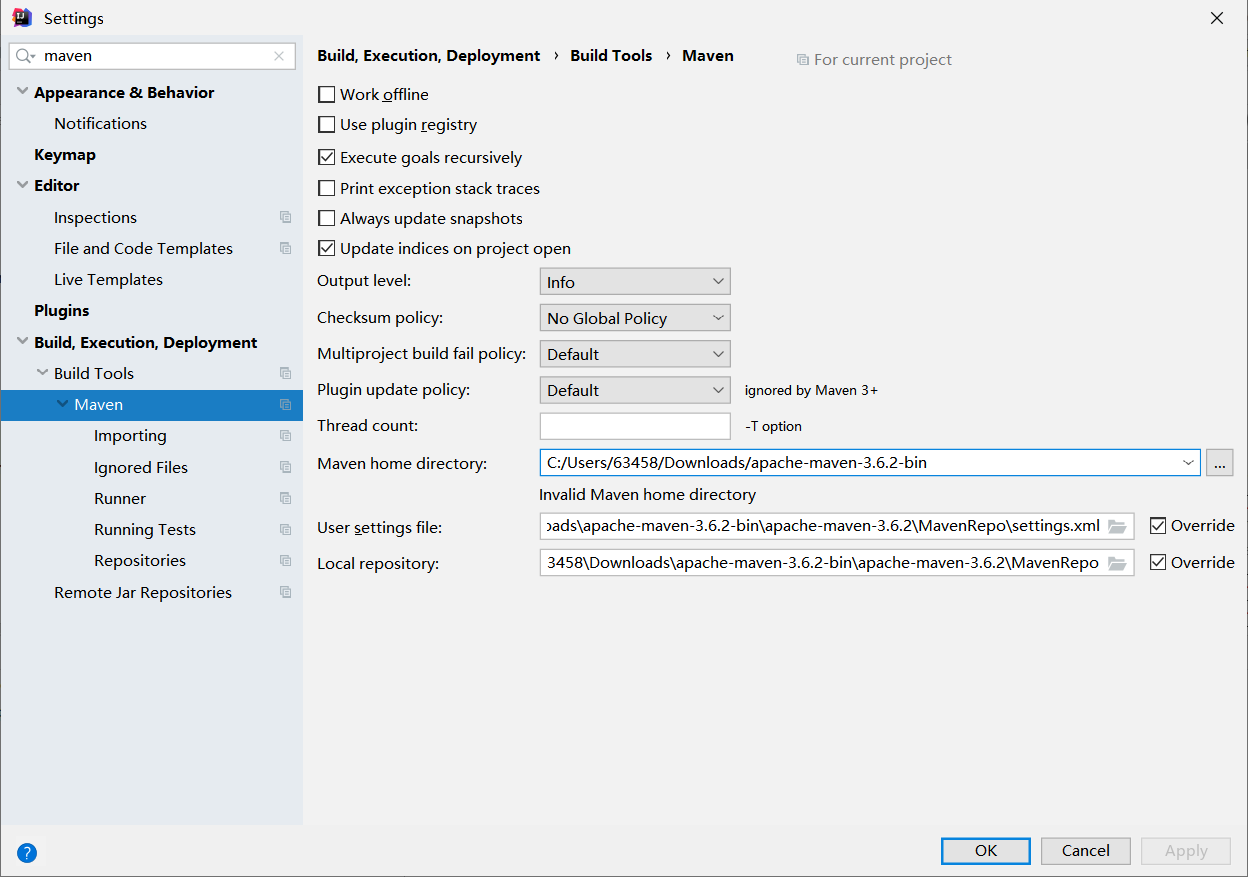 Settings
maven
Appearance & Behavior
Notifications
Keymap
Editor
Inspections
File and Code Templates
Live Templates
Plugins
Build, Execution, Deployment
Build Tools
Maven
Importing
Ignored Files
Runner
Running Tests
Repositories
Remote Jar Repositories
Build, Execution, Deployment › Build Tools › Maven
For current project
Work offline
Use plugin registry
Execute goals recursively
Print exception stack traces
Always update snapshots
Update indices on project open
Output level: Info
Checksum policy: No Global Policy
Multiproject build fail policy: Default
Plugin update policy: Default ignored by Maven 3+
Thread count: -T option
Maven home directory: C:/Users/63458/Downloads/apache-maven-3.6.2-bin ...
Invalid Maven home directory
User settings file: oads\apache-maven-3.6.2-bin\apache-maven-3.6.2\MavenRepo\settings.xml Override
Local repository: 3458\Downloads\apache-maven-3.6.2-bin\apache-maven-3.6.2\MavenRepo Override
?
OK Cancel Apply